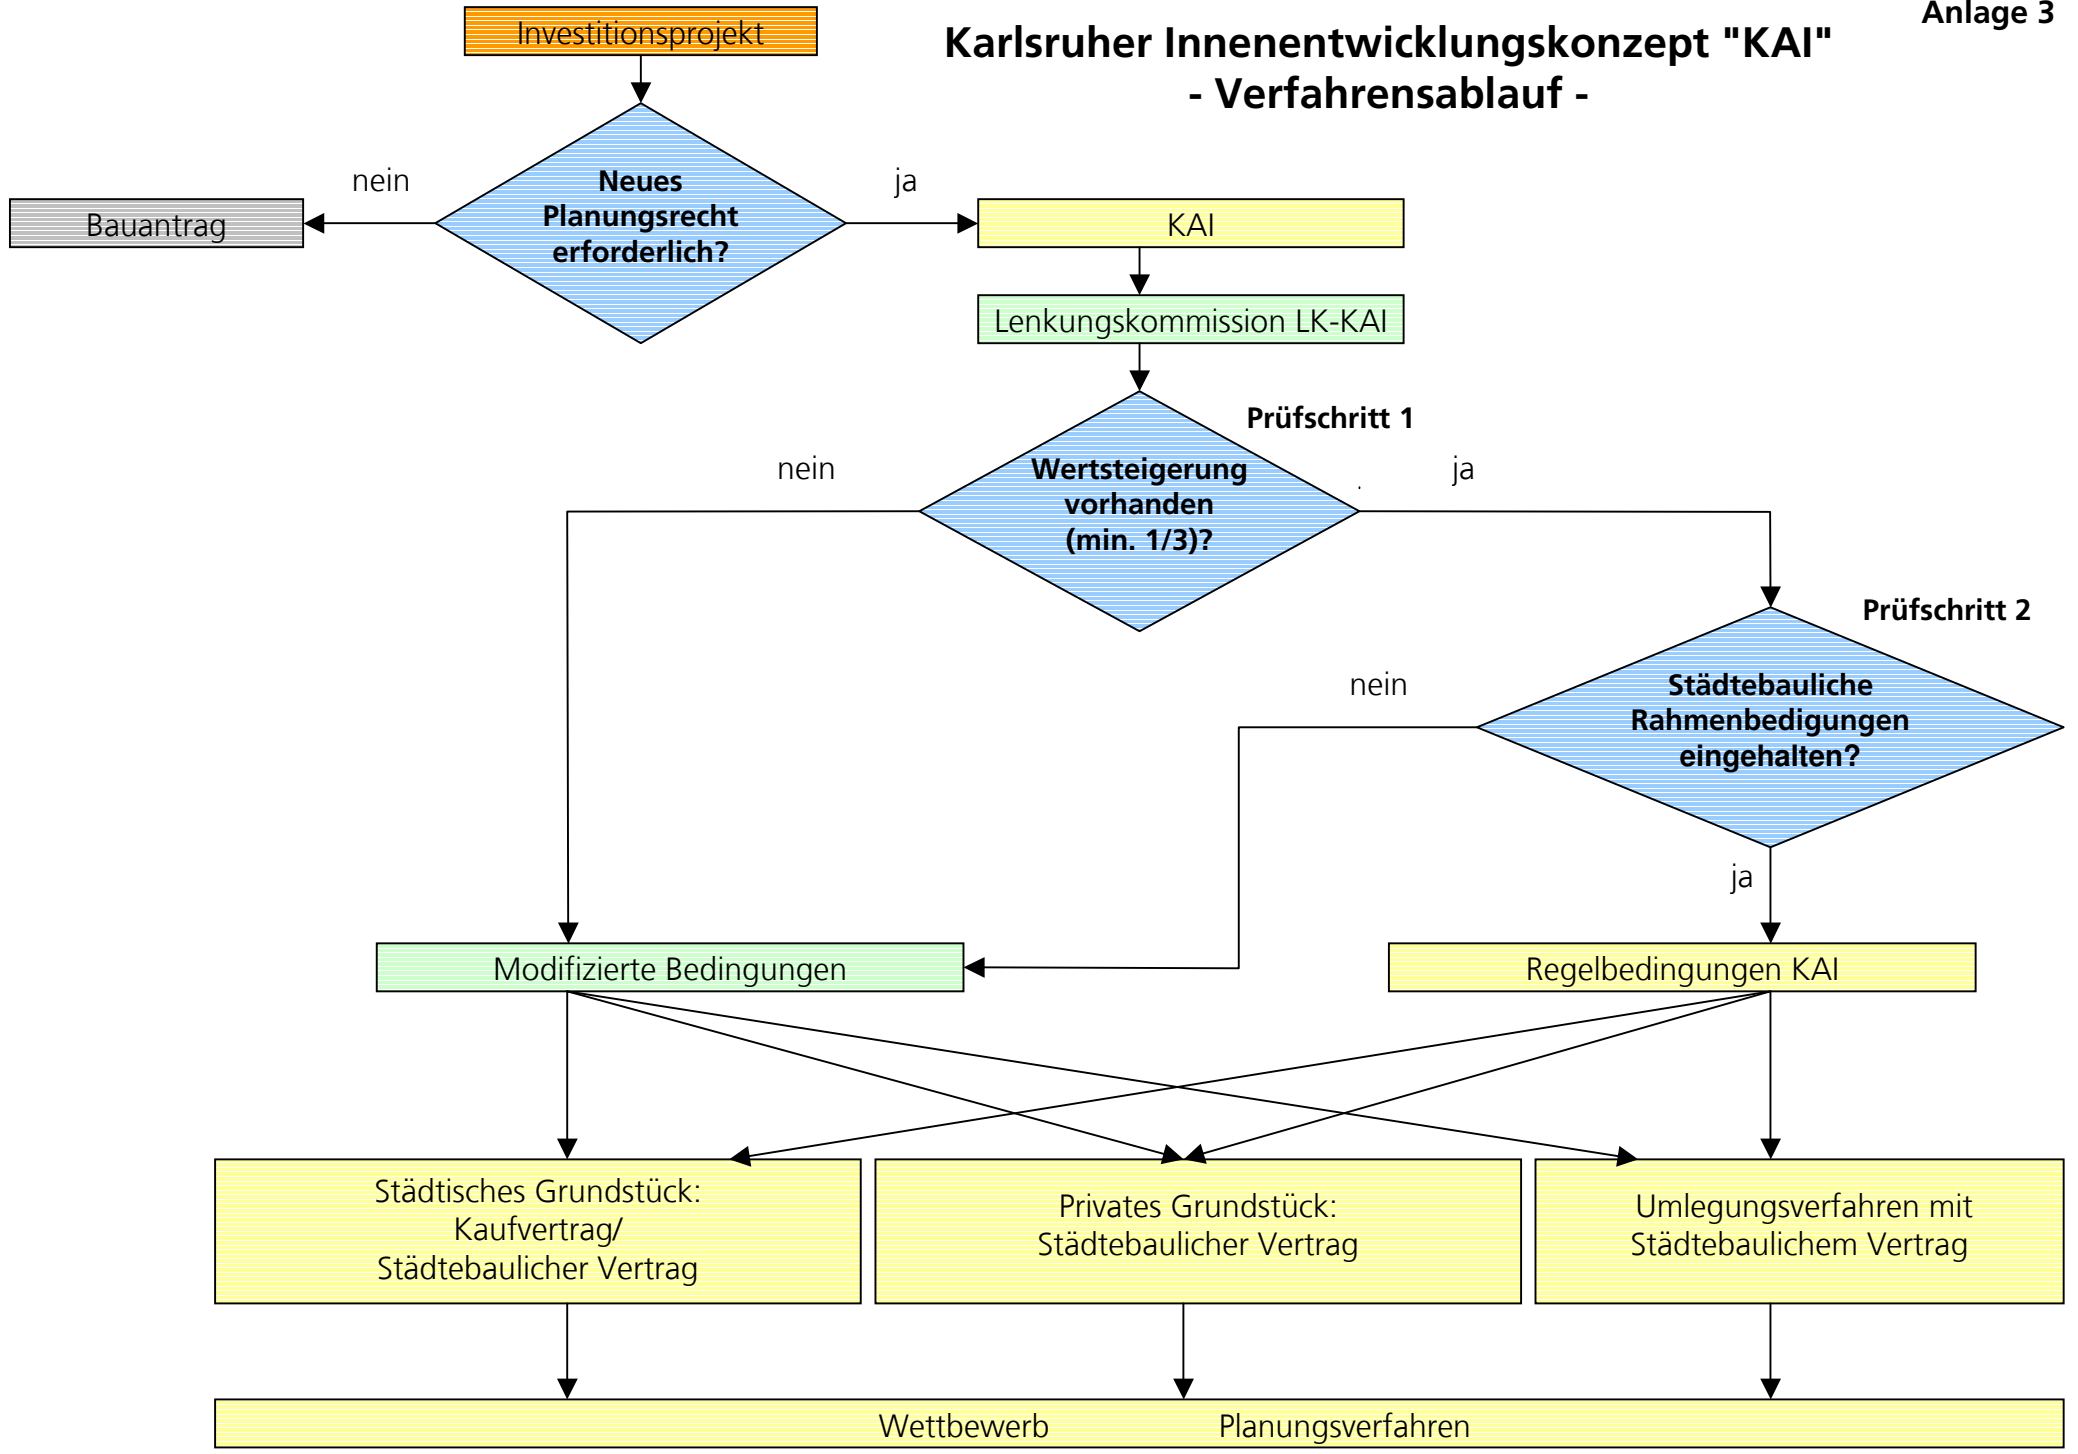 Anlage 3
Karlsruher Innenentwicklungskonzept "KAI"
- Verfahrensablauf -
Investitionsprojekt
Neues
Planungsrecht
erforderlich?
nein
ja
Bauantrag
KAI
Lenkungskommission LK-KAI
Prüfschritt 1
Wertsteigerung
vorhanden
(min. 1/3)?
nein
ja
Prüfschritt 2
Städtebauliche
Rahmenbedigungen
eingehalten?
nein
ja
Modifizierte Bedingungen
Regelbedingungen KAI
Städtisches Grundstück:
Kaufvertrag/
Städtebaulicher Vertrag
Privates Grundstück:
Städtebaulicher Vertrag
Umlegungsverfahren mit
Städtebaulichem Vertrag
Wettbewerb Planungsverfahren